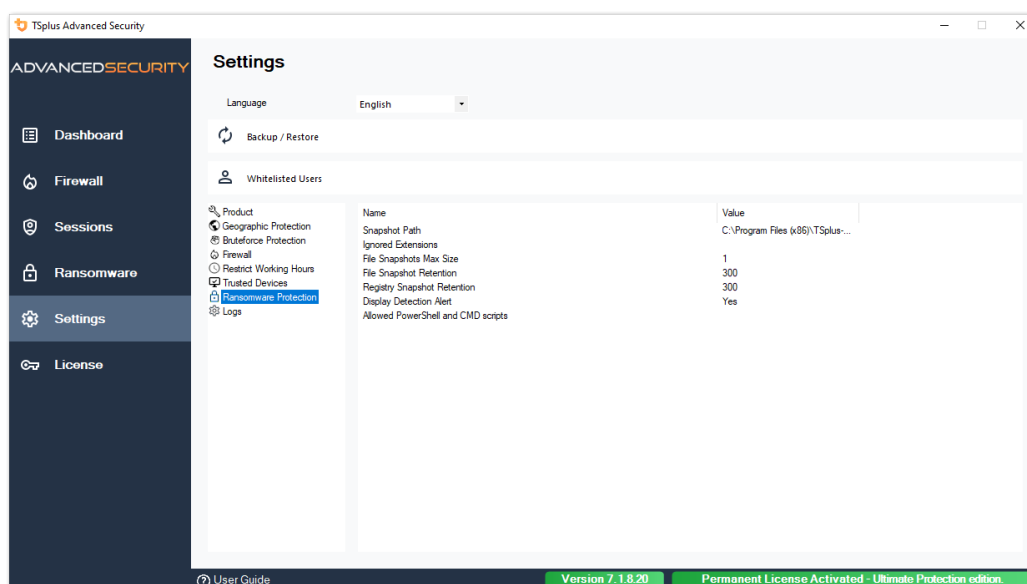 TSplus Advanced Security
ADVANCEDSECURITY
Dashboard
Firewall
Sessions
Ransomware
Settings
License
Settings
Language English
Backup / Restore
Whitelisted Users
Product
Geographic Protection
Bruteforce Protection
Firewall
Restrict Working Hours
Trusted Devices
Ransomware Protection
Logs
Name Value
Snapshot Path C:\Program Files (x86)\TSplus-...
Ignored Extensions
File Snapshots Max Size 1
File Snapshot Retention 300
Registry Snapshot Retention 300
Display Detection Alert Yes
Allowed PowerShell and CMD scripts
User Guide Version 7.1.8.20 Permanent License Activated - Ultimate Protection edition.